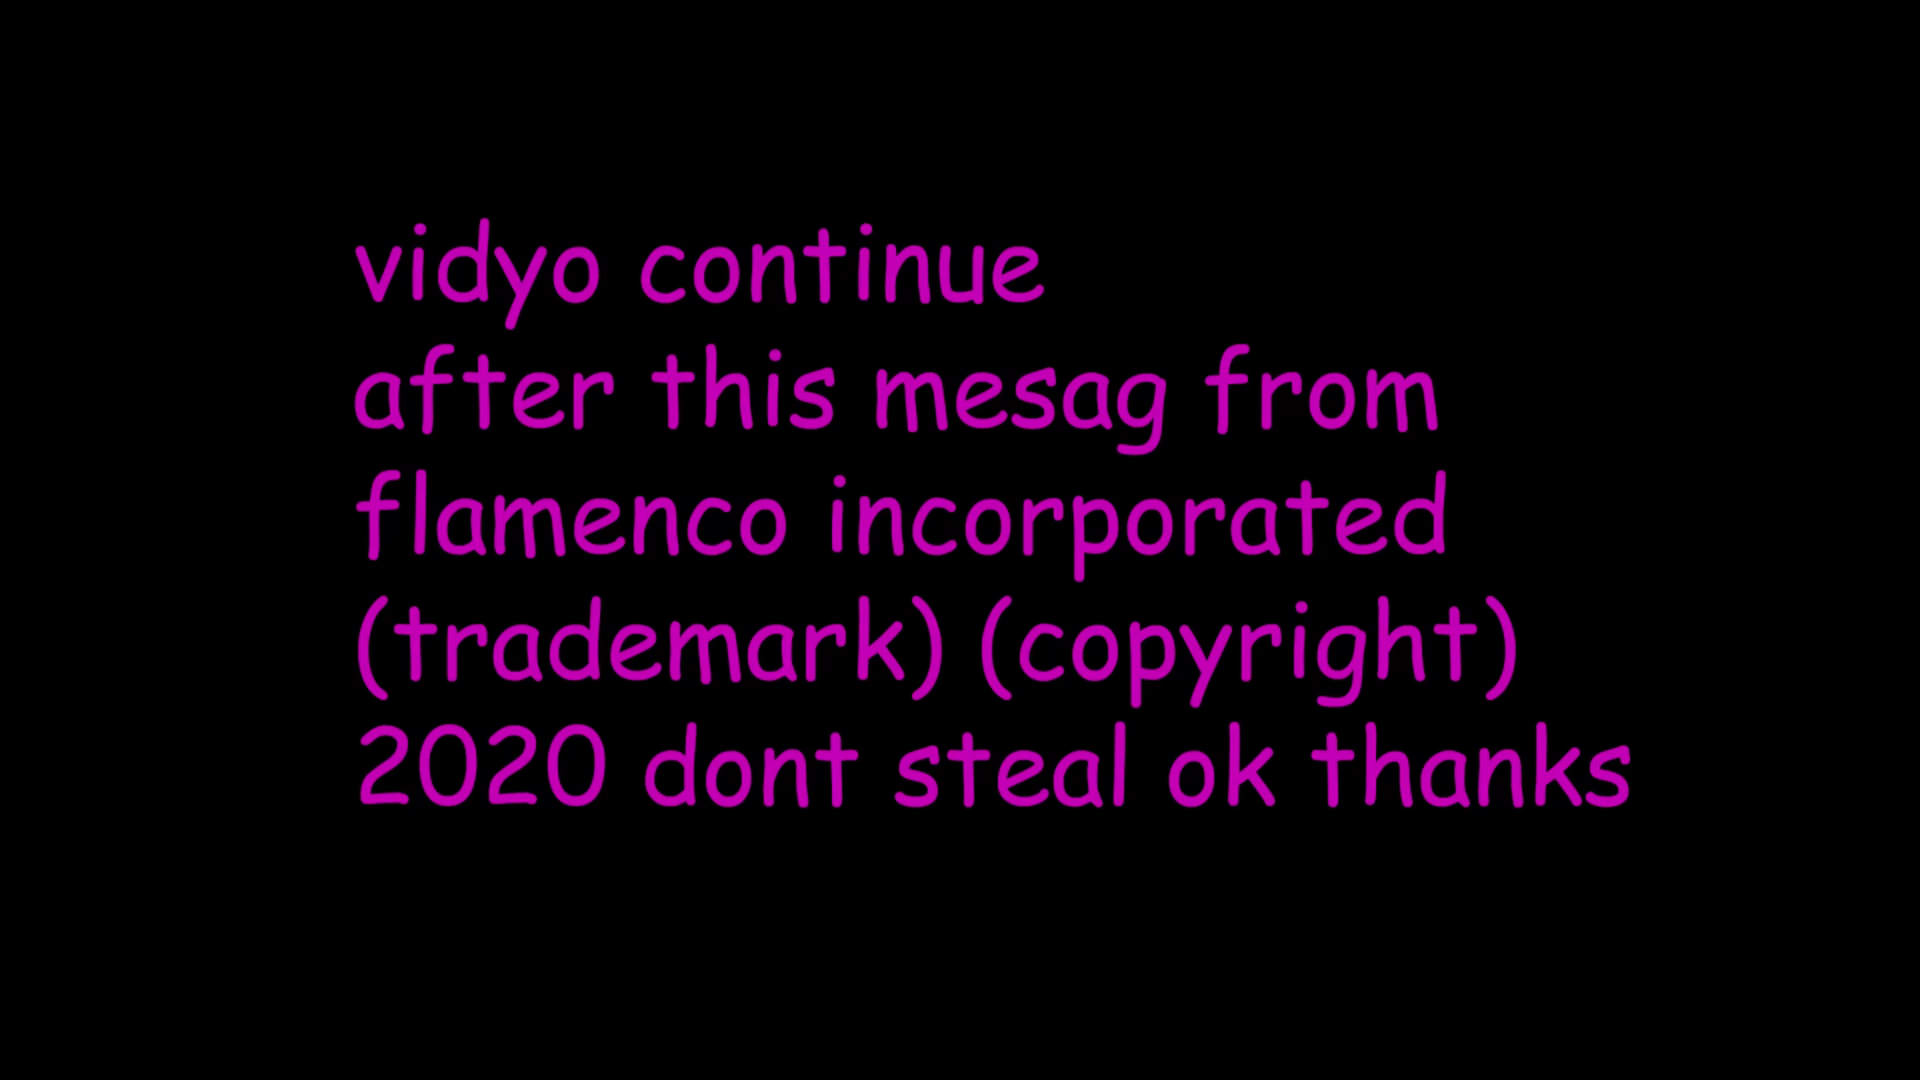 vidyo continue
after this mesag from
flamenco incorporated
(trademark) (copyright)
2020 dont steal ok thanks